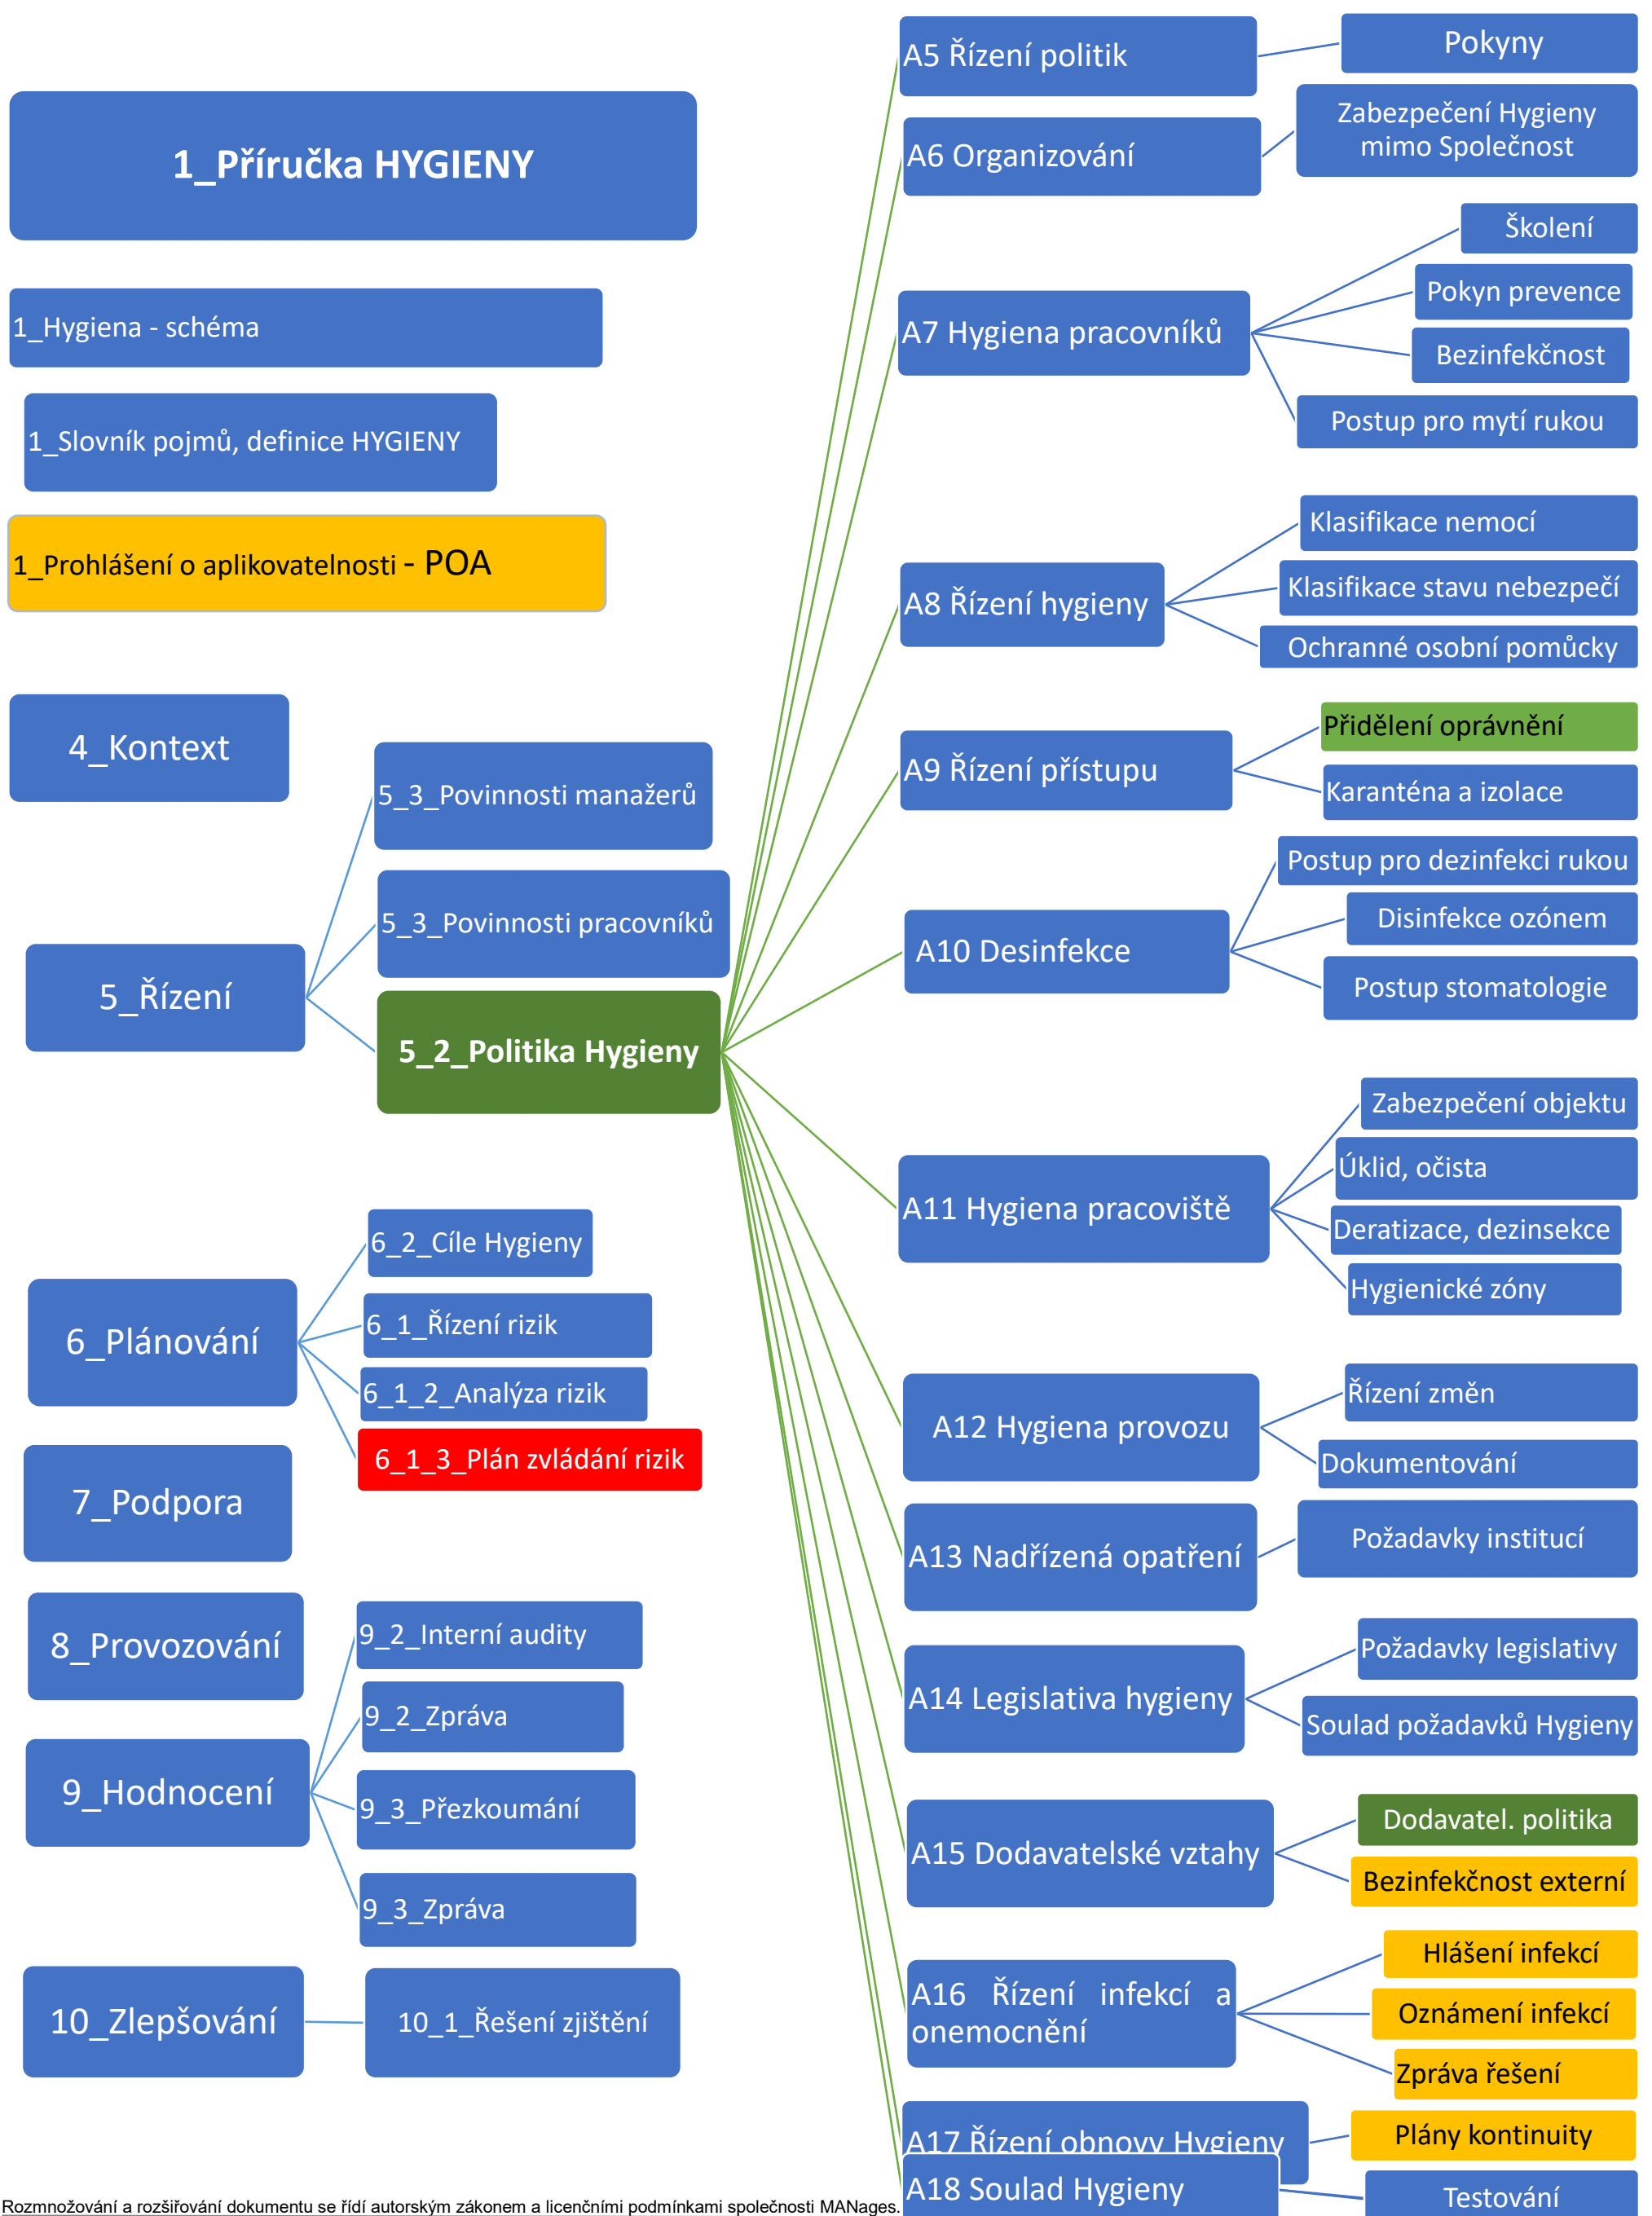 1_Příručka HYGIENY
1_Hygiena - schéma
1_Slovník pojmů, definice HYGIENY
1_Prohlášení o aplikovatelnosti - POA
4_Kontext
5_Řízení
5_3_Povinnosti manažerů
5_3_Povinnosti pracovníků
5_2_Politika Hygieny
6_Plánování
6_2_Cíle Hygieny
6_1_Řízení rizik
6_1_2_Analýza rizik
6_1_3_Plán zvládání rizik
7_Podpora
8_Provozování
9_Hodnocení
9_2_Interní audity
9_2_Zpráva
9_3_Přezkoumání
9_3_Zpráva
10_Zlepšování
10_1_Řešení zjištění
A5 Řízení politik
Pokyny
A6 Organizování
Zabezpečení Hygieny
mimo Společnost
A7 Hygiena pracovníků
Školení
Pokyn prevence
Bezinfekčnost
Postup pro mytí rukou
A8 Řízení hygieny
Klasifikace nemocí
Klasifikace stavu nebezpečí
Ochranné osobní pomůcky
A9 Řízení přístupu
Přidělení oprávnění
Karanténa a izolace
A10 Desinfekce
Postup pro dezinfekci rukou
Disinfekce ozónem
Postup stomatologie
A11 Hygiena pracoviště
Zabezpečení objektu
Úklid, očista
Deratizace, dezinsekce
Hygienické zóny
A12 Hygiena provozu
Řízení změn
Dokumentování
A13 Nadřízená opatření
Požadavky institucí
A14 Legislativa hygieny
Požadavky legislativy
Soulad požadavků Hygieny
A15 Dodavatelské vztahy
Dodavatel. politika
Bezinfekčnost externí
A16 Řízení infekcí a
onemocnění
Hlášení infekcí
Oznámení infekcí
Zpráva řešení
A17 Řízení obnovy Hygieny
Plány kontinuity
A18 Soulad Hygieny
Testování
Rozmnožování a rozšiřování dokumentu se řídí autorským zákonem a licenčními podmínkami společnosti MANages.